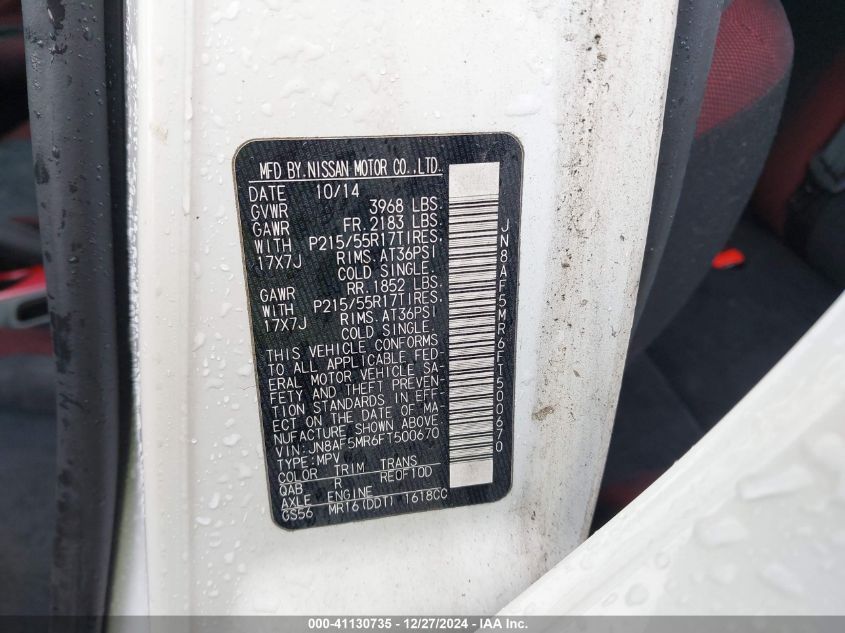 MFD BY.NISSAN MOTOR CO.,LTD.
DATE 10/14
GVWR 3968 LBS.
GAWR FR.2183 LBS.
WITH P215/55R17TIRES.
17X7J RIMS.AT36PSI
COLD SINGLE.
GAWR RR.1852 LBS.
WITH P215/55R17TIRES.
17X7J RIMS.AT36PSI
COLD SINGLE.
THIS VEHICLE CONFORMS
TO ALL APPLICABLE FED-
ERAL MOTOR VEHICLE SA-
FETY AND THEFT PREVEN-
TION STANDARDS IN EFF-
ECT ON THE DATE OF MA-
NUFACTURE SHOWN ABOVE
VIN:JN8AF5MR6FT500670
TYPE:MPV
COLOR TRIM TRANS
QAB R RE0F10D
AXLE ENGINE
GS56 MR16(DDT) 1618CC
JN8AF5MR6FT500670
000-41130735 - 12/27/2024 - IAA Inc.